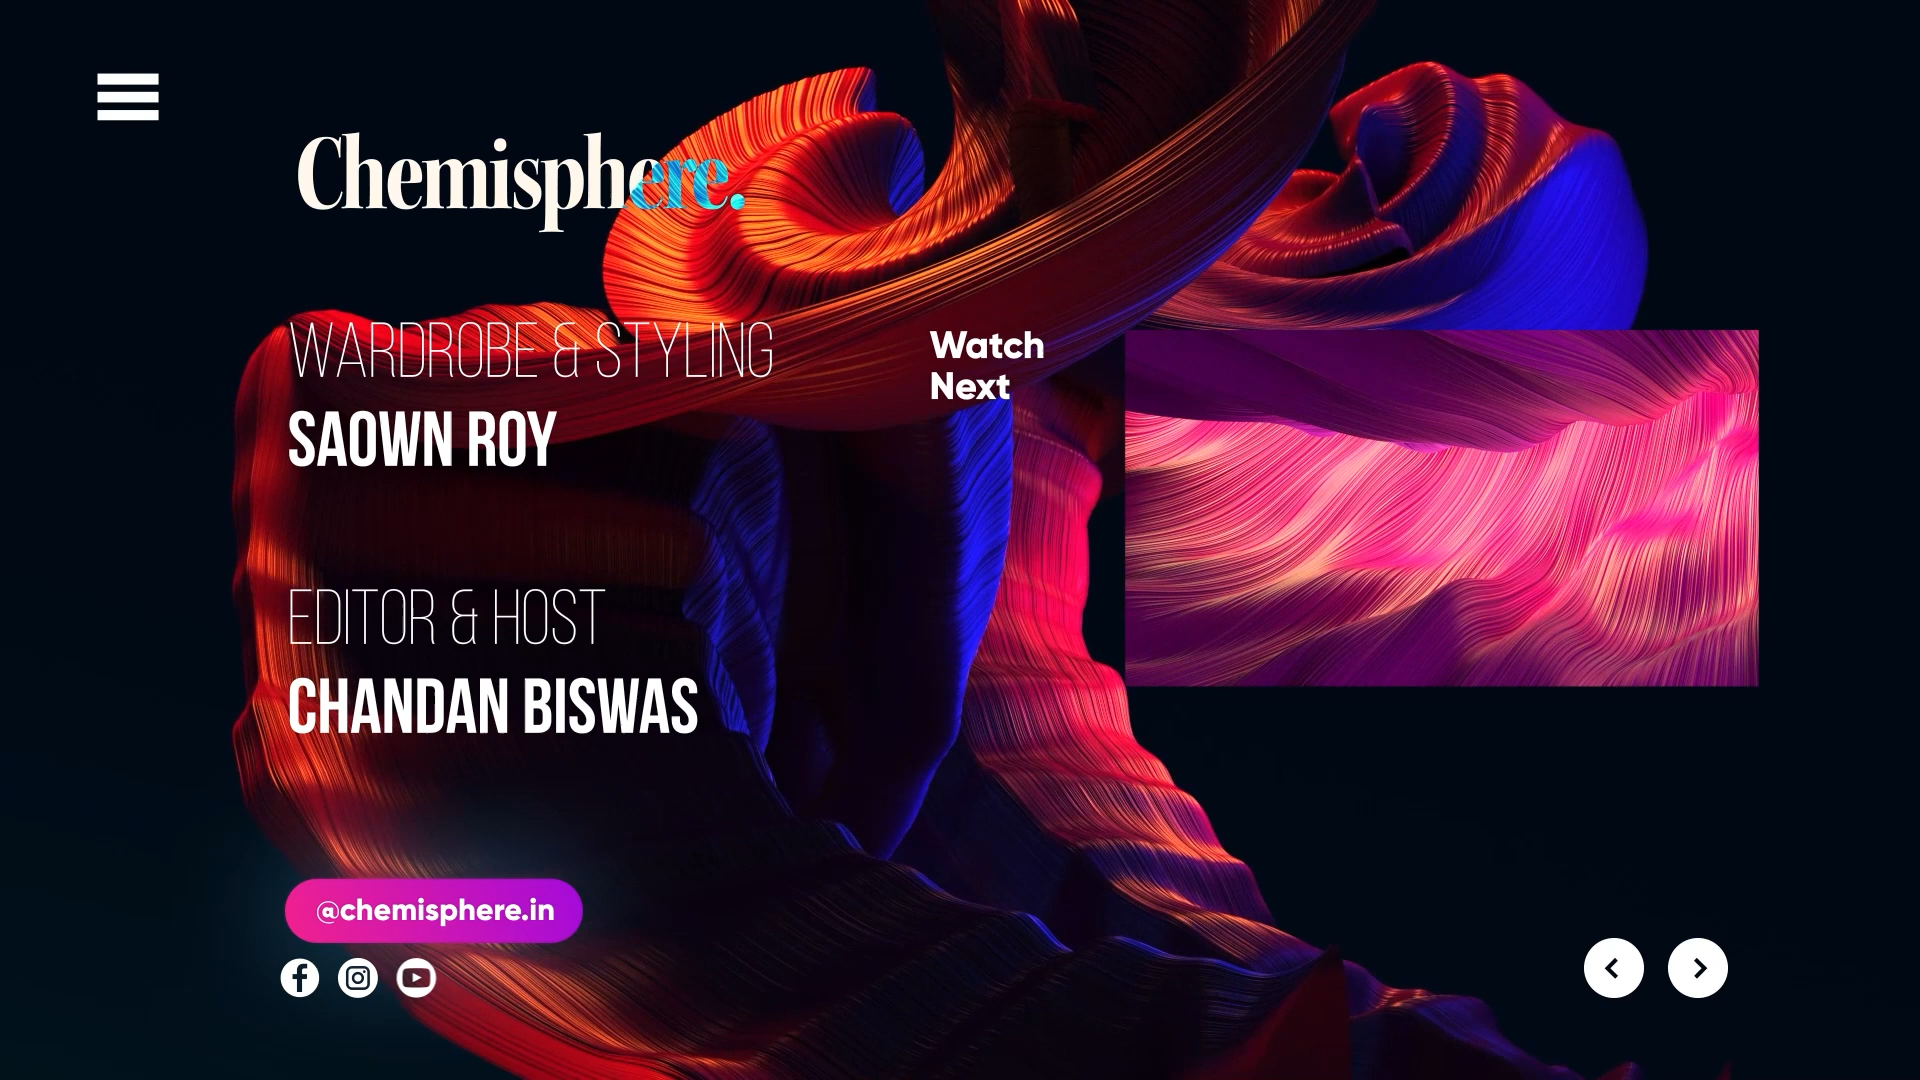 Chemisphere.
WARDROBE & STYLING
SAOWN ROY
Watch
Next
EDITOR & HOST
CHANDAN BISWAS
@chemisphere.in